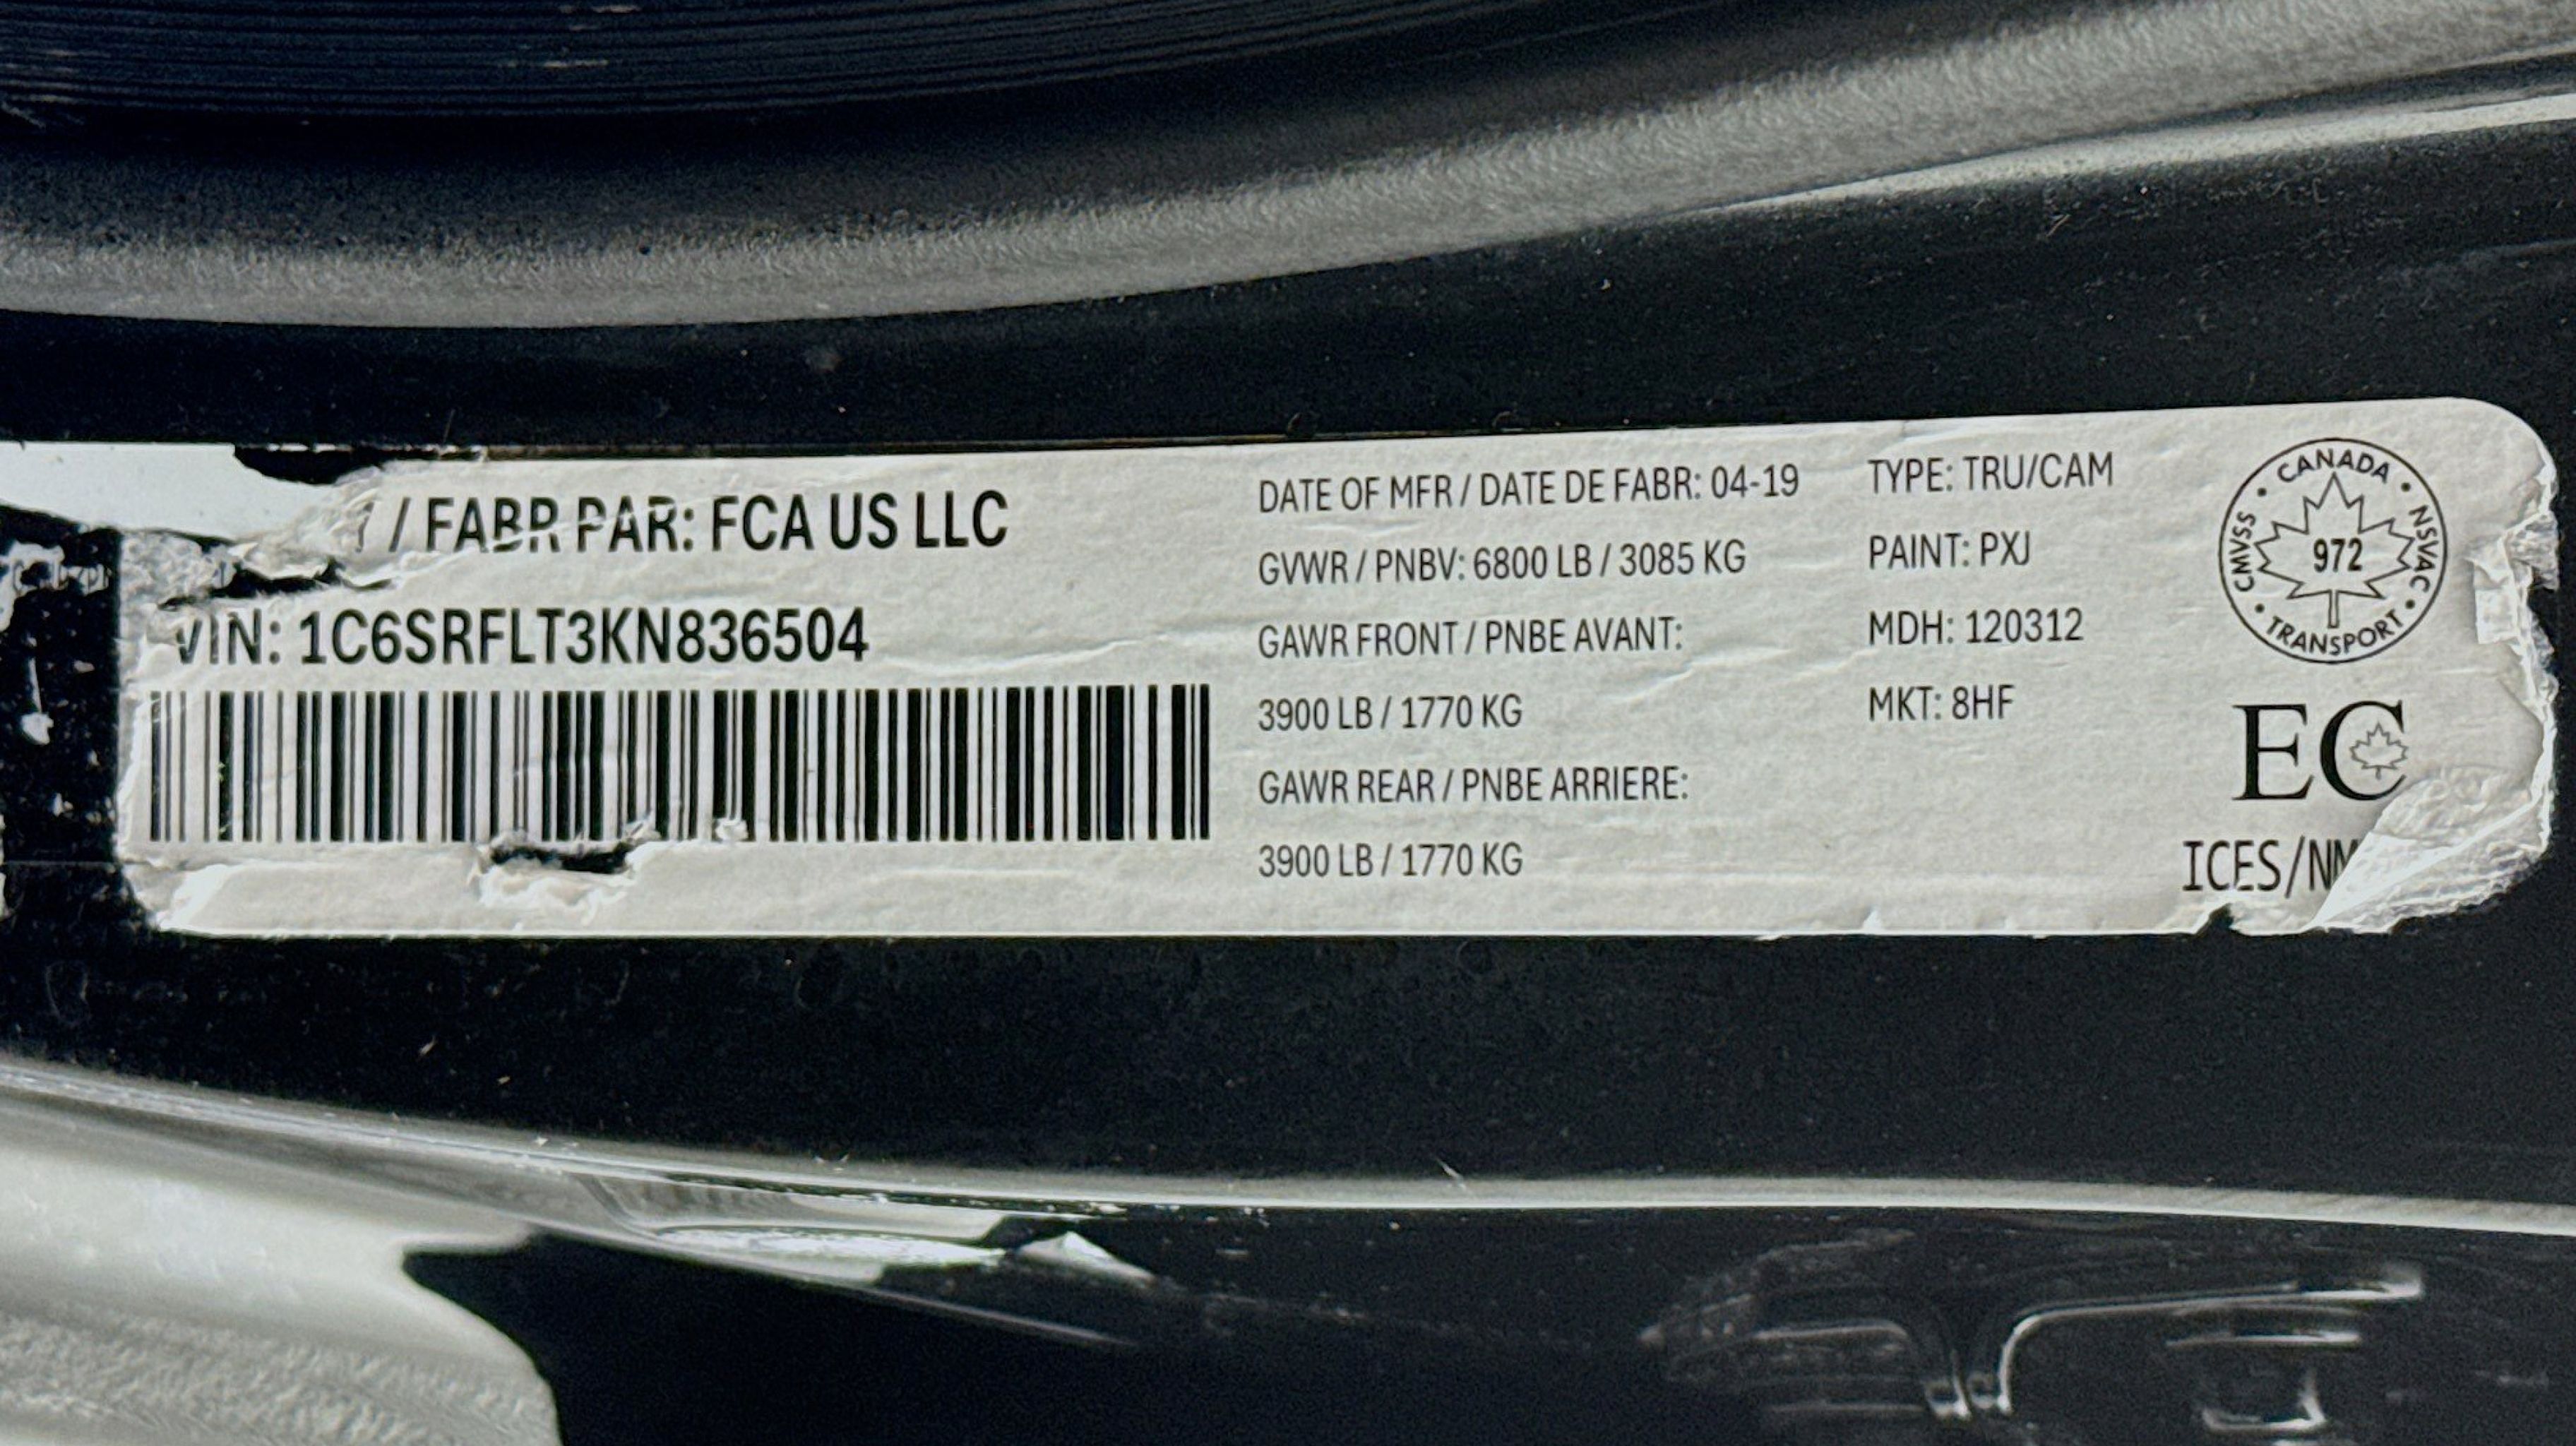 / FABR PAR: FCA US LLC
VIN: 1C6SRFLT3KN836504
DATE OF MFR / DATE DE FABR: 04-19
GVWR / PNBV: 6800 LB / 3085 KG
GAWR FRONT / PNBE AVANT:
3900 LB / 1770 KG
GAWR REAR / PNBE ARRIERE:
3900 LB / 1770 KG
TYPE: TRU/CAM
PAINT: PXJ
MDH: 120312
MKT: 8HF
CANADA • NSVAC • TRANSPORT • CMVSS •
972
EC
ICES/NM